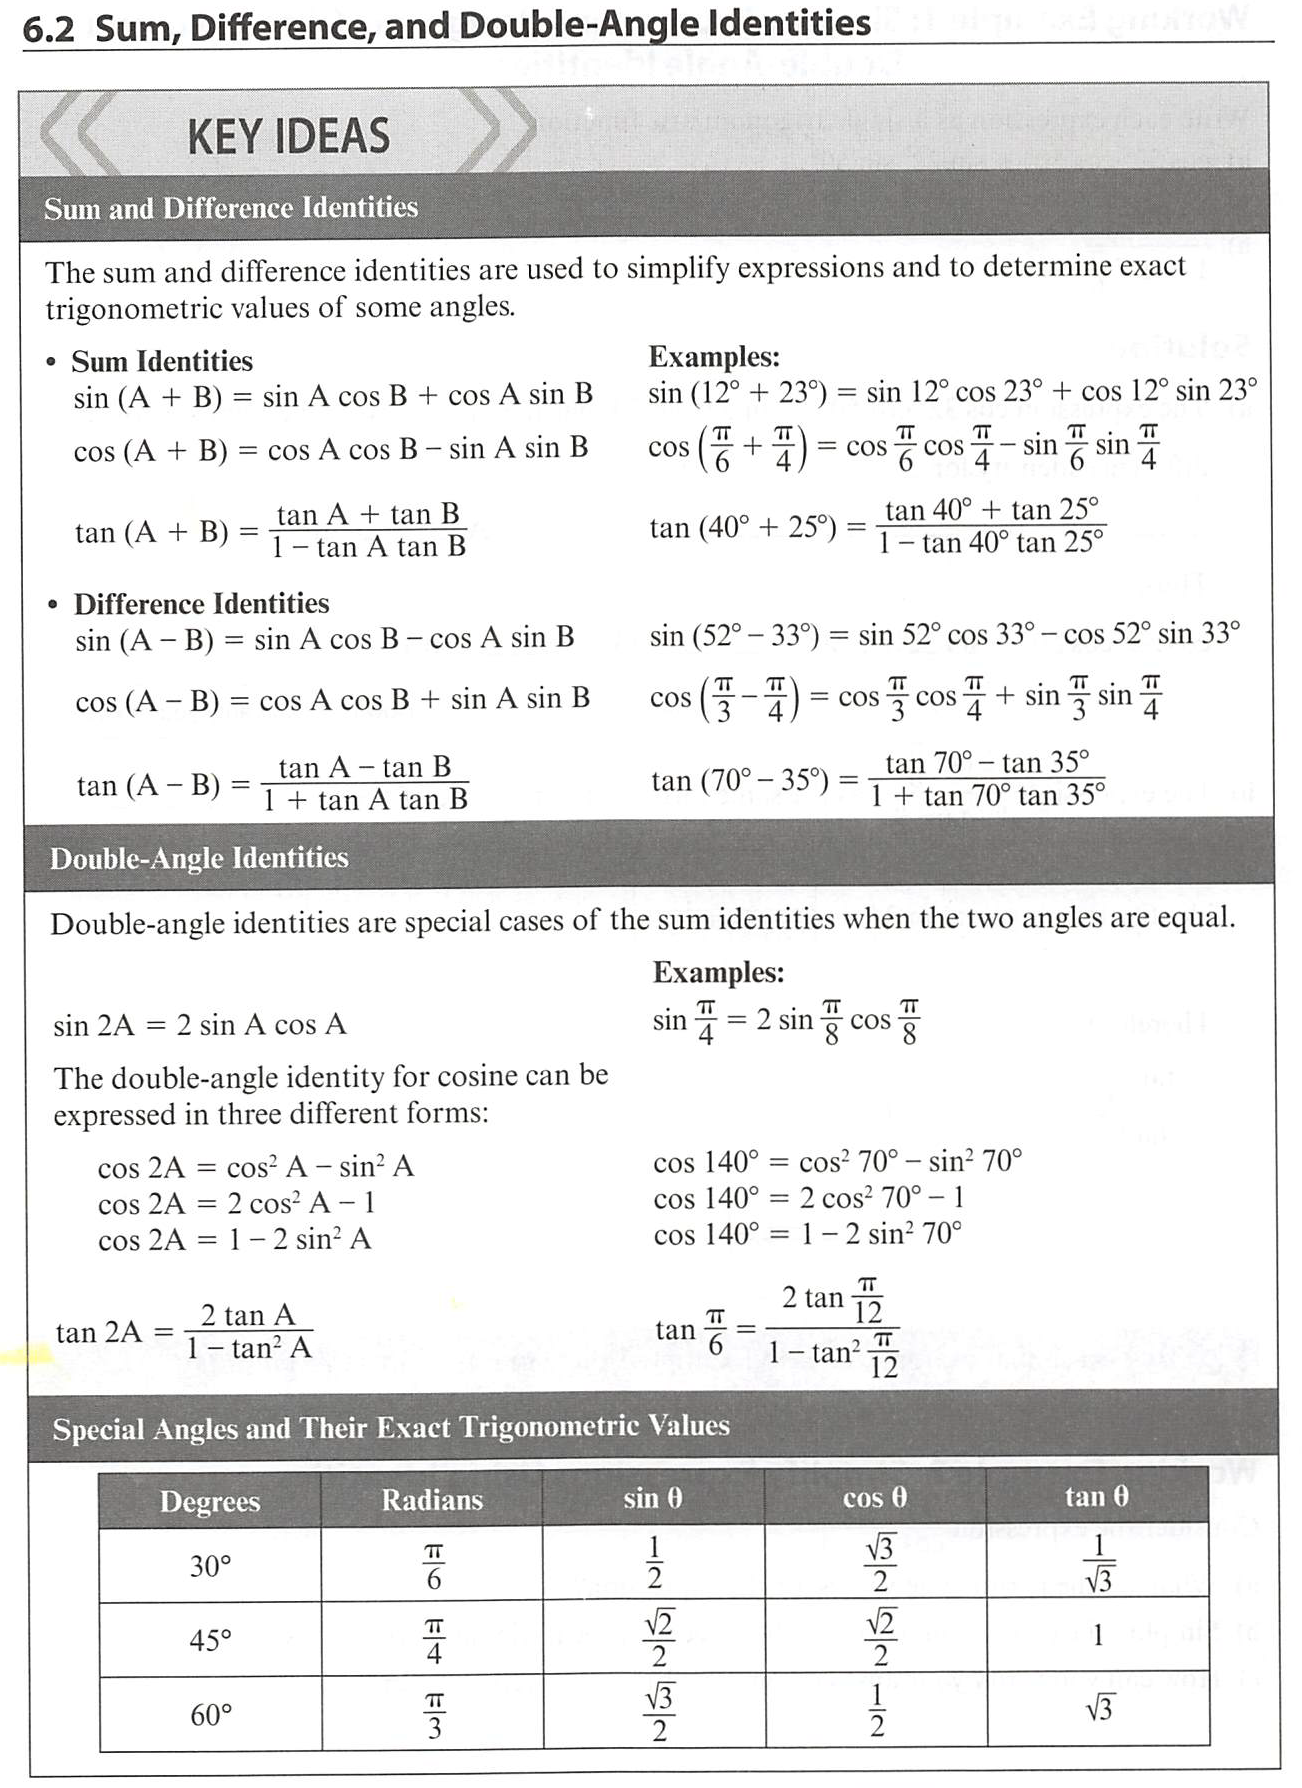 6.2 Sum, Difference, and Double-Angle Identities
KEY IDEAS
Sum and Difference Identities
The sum and difference identities are used to simplify expressions and to determine exact
trigonometric values of some angles.
• Sum Identities
sin (A + B) = sin A cos B + cos A sin B
cos (A + B) = cos A cos B – sin A sin B
tan (A + B) = (tan A + tan B)/(1 – tan A tan B)
Examples:
sin (12° + 23°) = sin 12° cos 23° + cos 12° sin 23°
cos (π/6 + π/4) = cos π/6 cos π/4 – sin π/6 sin π/4
tan (40° + 25°) = (tan 40° + tan 25°)/(1 – tan 40° tan 25°)
• Difference Identities
sin (A – B) = sin A cos B – cos A sin B
cos (A – B) = cos A cos B + sin A sin B
tan (A – B) = (tan A – tan B)/(1 + tan A tan B)
sin (52° – 33°) = sin 52° cos 33° – cos 52° sin 33°
cos (π/3 – π/4) = cos π/3 cos π/4 + sin π/3 sin π/4
tan (70° – 35°) = (tan 70° – tan 35°)/(1 + tan 70° tan 35°)
Double-Angle Identities
Double-angle identities are special cases of the sum identities when the two angles are equal.
Examples:
sin 2A = 2 sin A cos A
sin π/4 = 2 sin π/8 cos π/8
The double-angle identity for cosine can be
expressed in three different forms:
cos 2A = cos² A – sin² A
cos 2A = 2 cos² A – 1
cos 2A = 1 – 2 sin² A
cos 140° = cos² 70° – sin² 70°
cos 140° = 2 cos² 70° – 1
cos 140° = 1 – 2 sin² 70°
tan 2A = (2 tan A)/(1 – tan² A)
tan π/6 = (2 tan π/12)/(1 – tan² π/12)
Special Angles and Their Exact Trigonometric Values
Degrees Radians sin θ cos θ tan θ
30° π/6 1/2 √3/2 1/√3
45° π/4 √2/2 √2/2 1
60° π/3 √3/2 1/2 √3